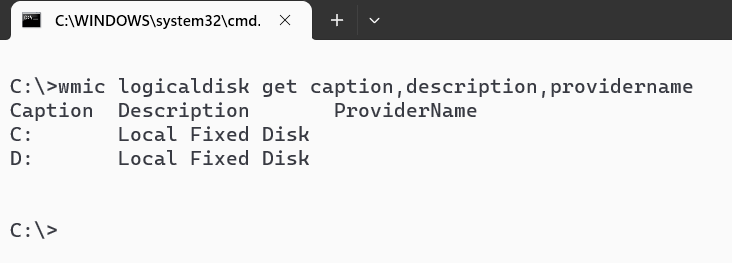 C:\WINDOWS\system32\cmd.
C:\>wmic logicaldisk get caption,description,providername
Caption  Description       ProviderName
C:       Local Fixed Disk
D:       Local Fixed Disk
C:\>